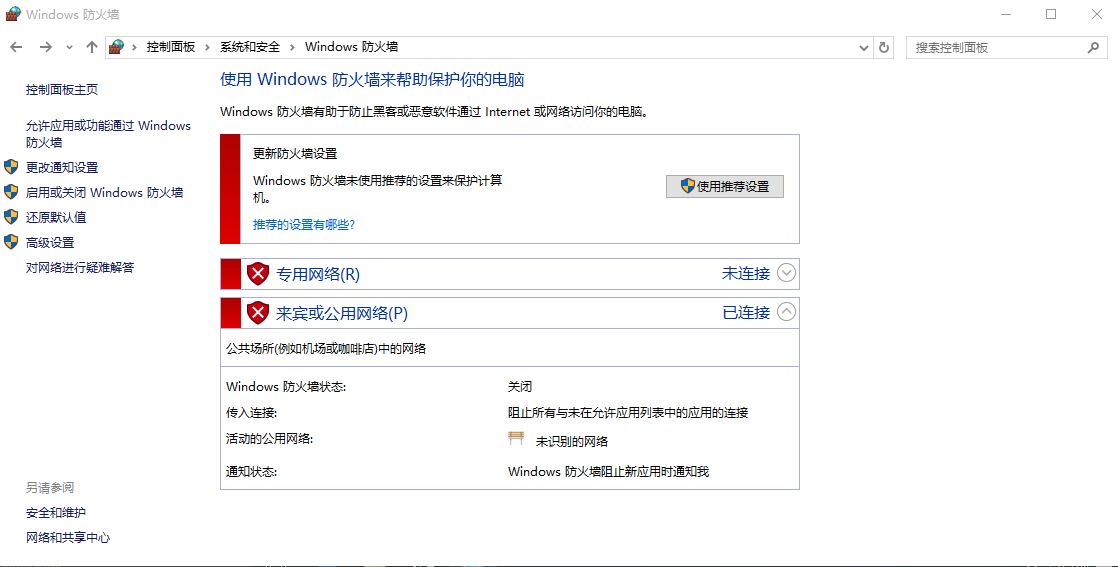 Windows 防火墙
控制面板 › 系统和安全 › Windows 防火墙
搜索控制面板
控制面板主页
允许应用或功能通过 Windows
防火墙
更改通知设置
启用或关闭 Windows 防火墙
还原默认值
高级设置
对网络进行疑难解答
使用 Windows 防火墙来帮助保护你的电脑
Windows 防火墙有助于防止黑客或恶意软件通过 Internet 或网络访问你的电脑。
更新防火墙设置
Windows 防火墙未使用推荐的设置来保护计算
机。
使用推荐设置
推荐的设置有哪些?
专用网络(R) 未连接
来宾或公用网络(P) 已连接
公共场所(例如机场或咖啡店)中的网络
Windows 防火墙状态: 关闭
传入连接: 阻止所有与未在允许应用列表中的应用的连接
活动的公用网络: 未识别的网络
通知状态: Windows 防火墙阻止新应用时通知我
另请参阅
安全和维护
网络和共享中心